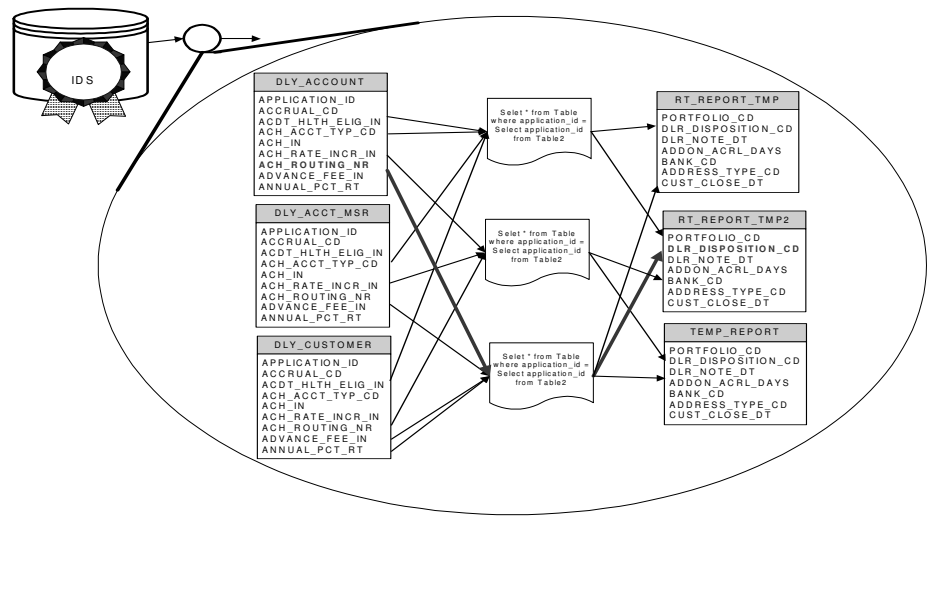 IDS
DLY_ACCOUNT
APPLICATION_ID
ACCRUAL_CD
ACDT_HLTH_ELIG_IN
ACH_ACCT_TYP_CD
ACH_IN
ACH_RATE_INCR_IN
ACH_ROUTING_NR
ADVANCE_FEE_IN
ANNUAL_PCT_RT
DLY_ACCT_MSR
APPLICATION_ID
ACCRUAL_CD
ACDT_HLTH_ELIG_IN
ACH_ACCT_TYP_CD
ACH_IN
ACH_RATE_INCR_IN
ACH_ROUTING_NR
ADVANCE_FEE_IN
ANNUAL_PCT_RT
DLY_CUSTOMER
APPLICATION_ID
ACCRUAL_CD
ACDT_HLTH_ELIG_IN
ACH_ACCT_TYP_CD
ACH_IN
ACH_RATE_INCR_IN
ACH_ROUTING_NR
ADVANCE_FEE_IN
ANNUAL_PCT_RT
Selet * from Table
where application_id =
Select application_id
from Table2
Selet * from Table
where application_id =
Select application_id
from Table2
Selet * from Table
where application_id =
Select application_id
from Table2
RT_REPORT_TMP
PORTFOLIO_CD
DLR_DISPOSITION_CD
DLR_NOTE_DT
ADDON_ACRL_DAYS
BANK_CD
ADDRESS_TYPE_CD
CUST_CLOSE_DT
RT_REPORT_TMP2
PORTFOLIO_CD
DLR_DISPOSITION_CD
DLR_NOTE_DT
ADDON_ACRL_DAYS
BANK_CD
ADDRESS_TYPE_CD
CUST_CLOSE_DT
TEMP_REPORT
PORTFOLIO_CD
DLR_DISPOSITION_CD
DLR_NOTE_DT
ADDON_ACRL_DAYS
BANK_CD
ADDRESS_TYPE_CD
CUST_CLOSE_DT